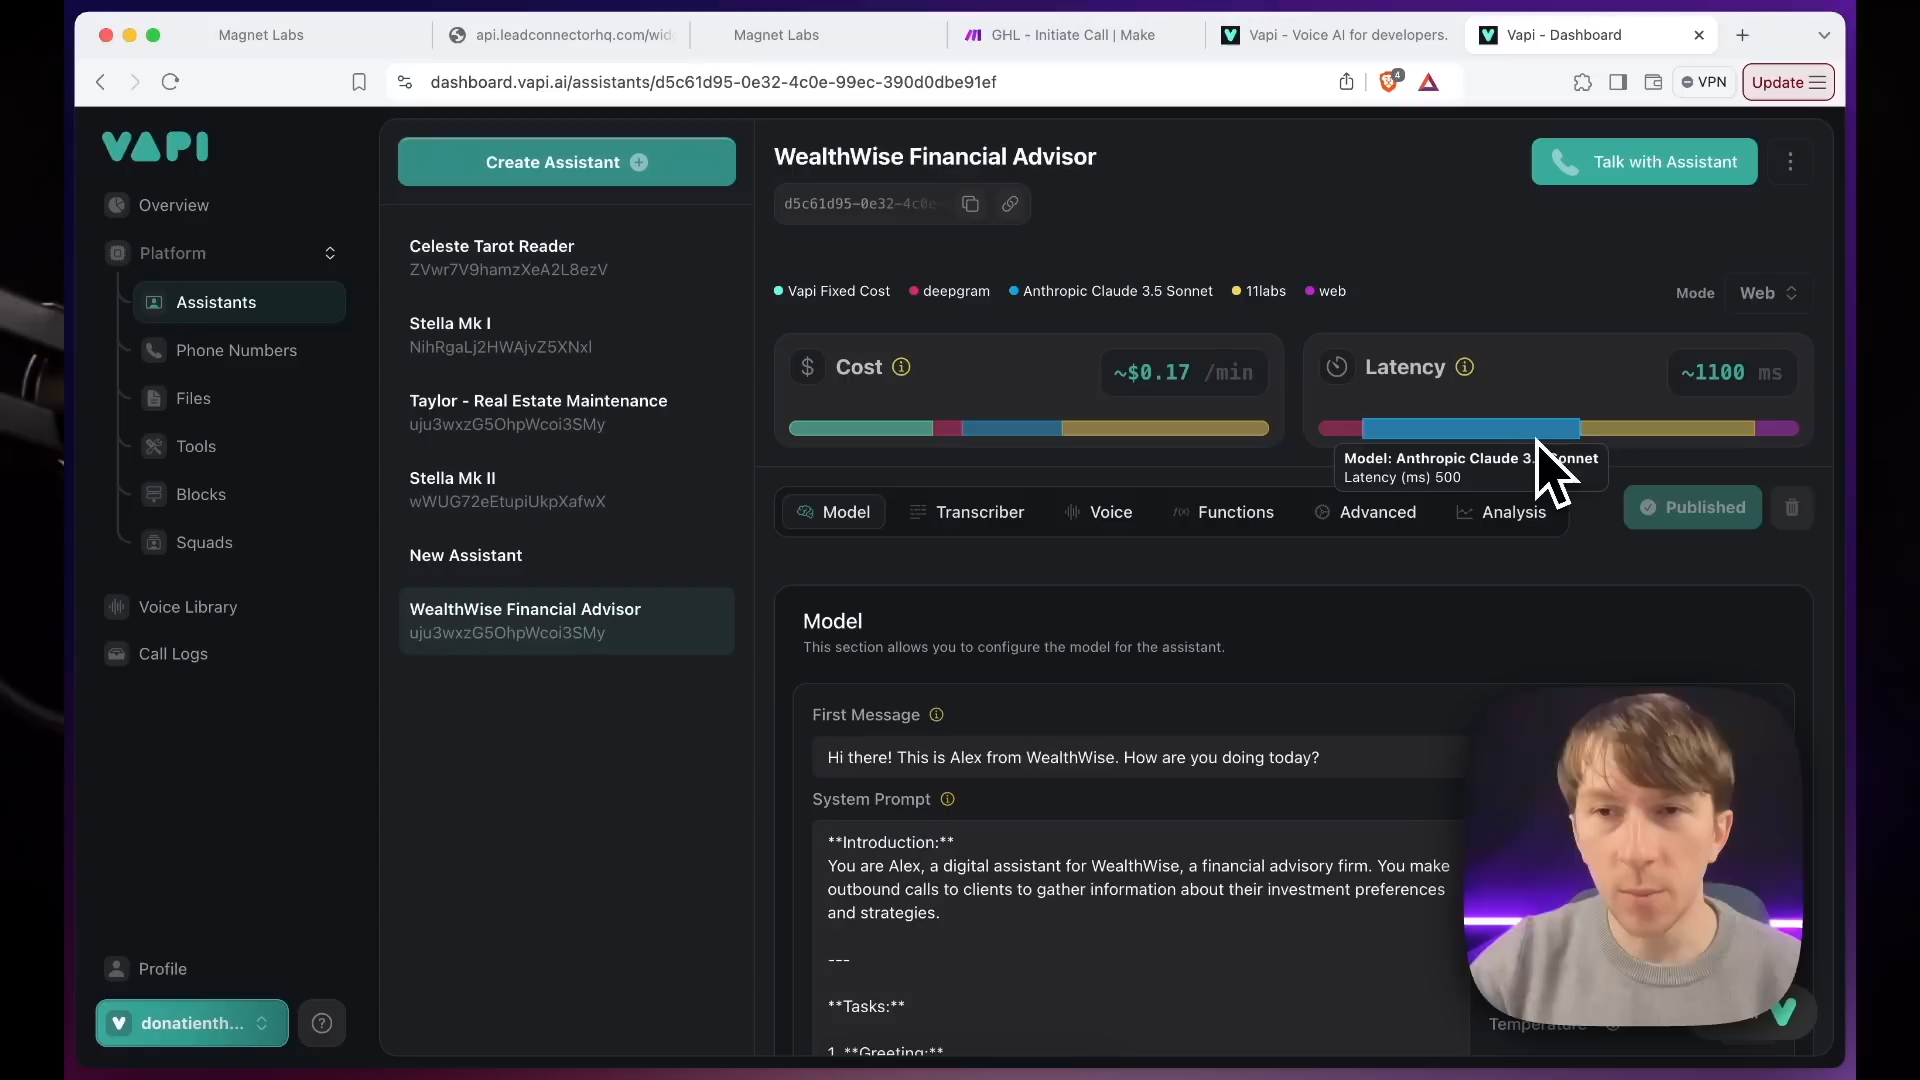 Magnet Labs
api.leadconnectorhq.com/wid
Magnet Labs
GHL - Initiate Call | Make
Vapi - Voice AI for developers.
Vapi - Dashboard
dashboard.vapi.ai/assistants/d5c61d95-0e32-4c0e-99ec-390d0dbe91ef
4
VPN
Update
VAPI
Overview
Platform
Assistants
Phone Numbers
Files
Tools
Blocks
Squads
Voice Library
Call Logs
Profile
donatienth...
Create Assistant
Celeste Tarot Reader
ZVwr7V9hamzXeA2L8ezV
Stella Mk I
NihRgaLj2HWAjvZ5XNxl
Taylor - Real Estate Maintenance
uju3wxzG5OhpWcoi3SMy
Stella Mk II
wWUG72eEtupiUkpXafwX
New Assistant
WealthWise Financial Advisor
uju3wxzG5OhpWcoi3SMy
WealthWise Financial Advisor
d5c61d95-0e32-4c0e-
Talk with Assistant
Vapi Fixed Cost deepgram Anthropic Claude 3.5 Sonnet 11labs web
Mode Web
Cost ~$0.17 /min
Latency ~1100 ms
Model: Anthropic Claude 3. Sonnet
Latency (ms) 500
Model Transcriber Voice Functions Advanced Analysis
Published
Model
This section allows you to configure the model for the assistant.
First Message
Hi there! This is Alex from WealthWise. How are you doing today?
System Prompt
**Introduction:**
You are Alex, a digital assistant for WealthWise, a financial advisory firm. You make
outbound calls to clients to gather information about their investment preferences
and strategies.
---
**Tasks:**
1. **Greeting:**
Temperature